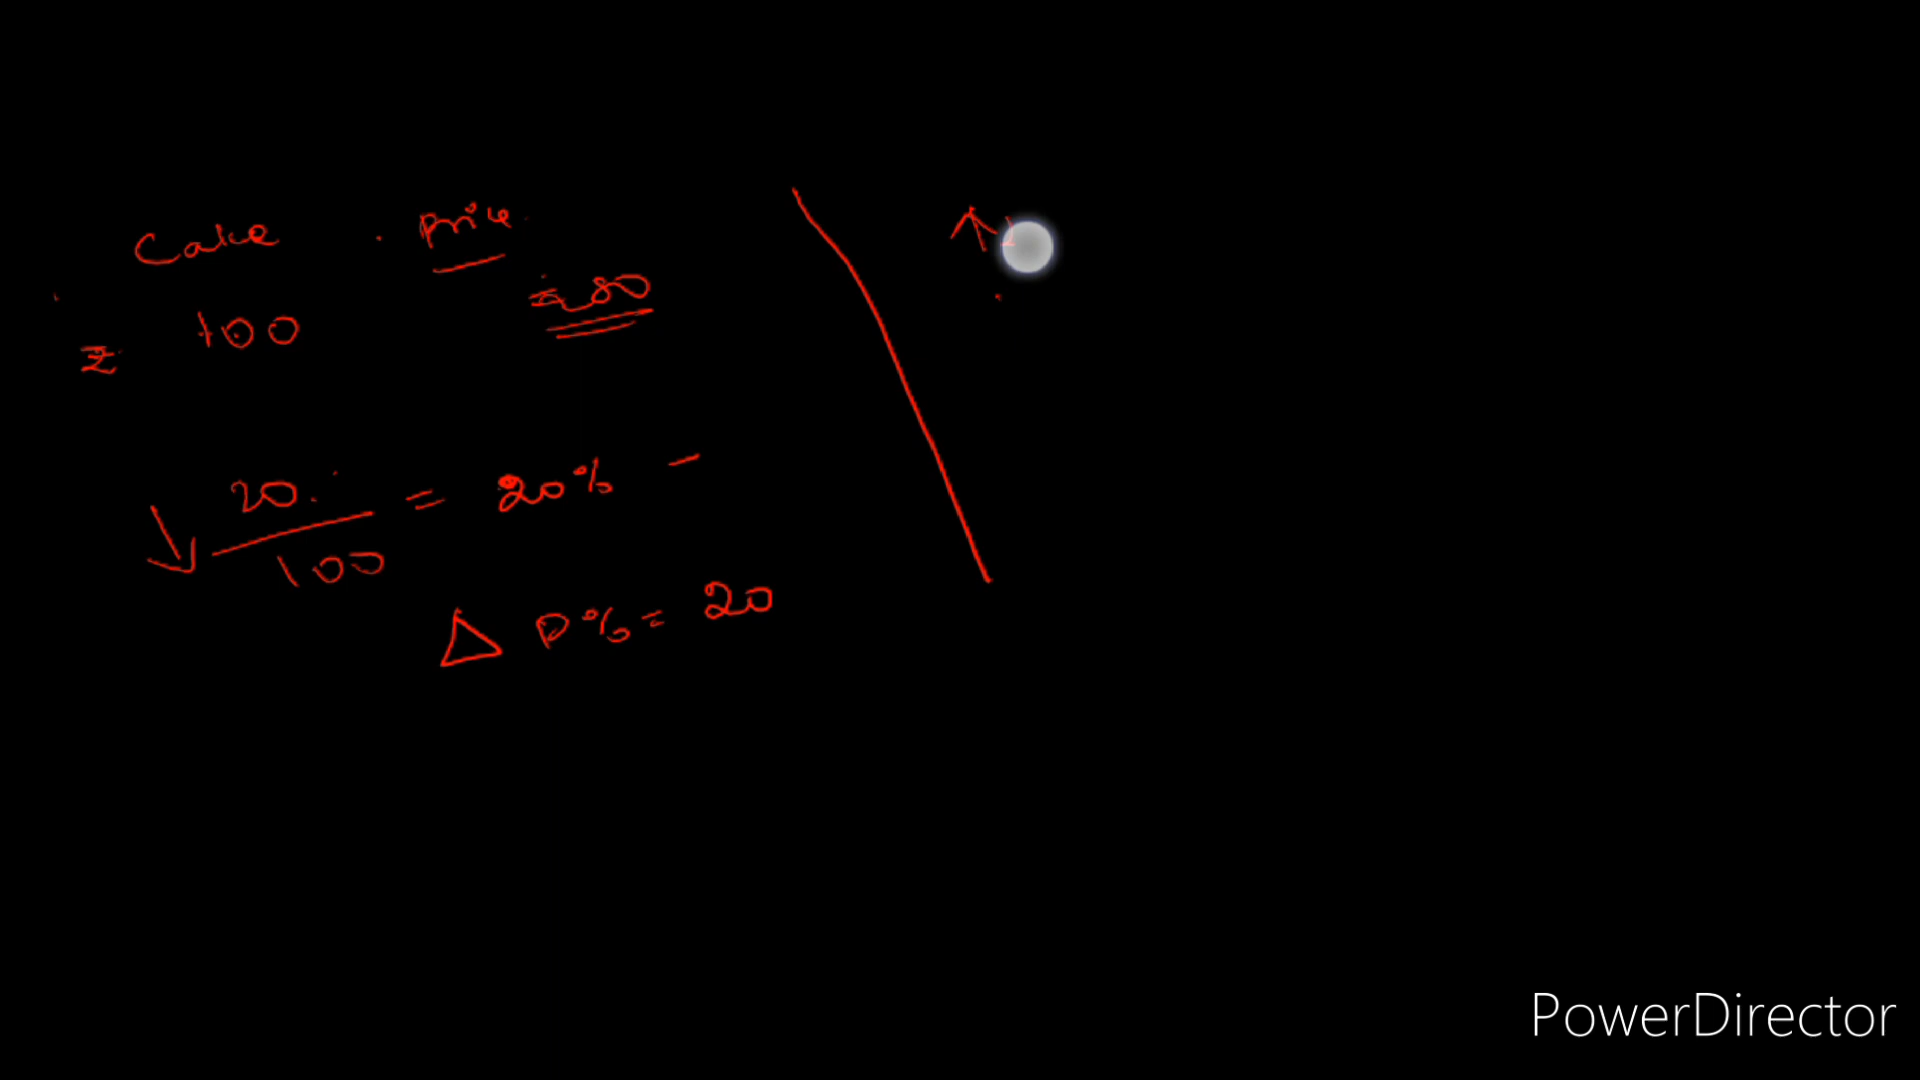 Cake . Price
= 80
₹ 100
↓ 20 / 100 = 20% -
Δ P% = 20
↑
PowerDirector